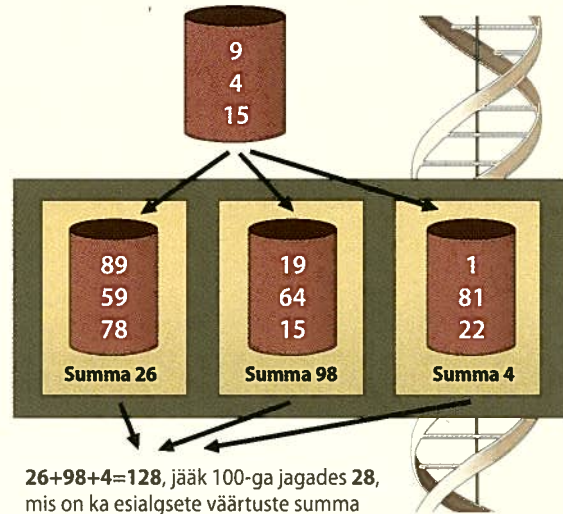 9
4
15
89
59
78
Summa 26
19
64
15
Summa 98
1
81
22
Summa 4
26+98+4=128, jääk 100-ga jagades 28,
mis on ka esialgsete väärtuste summa